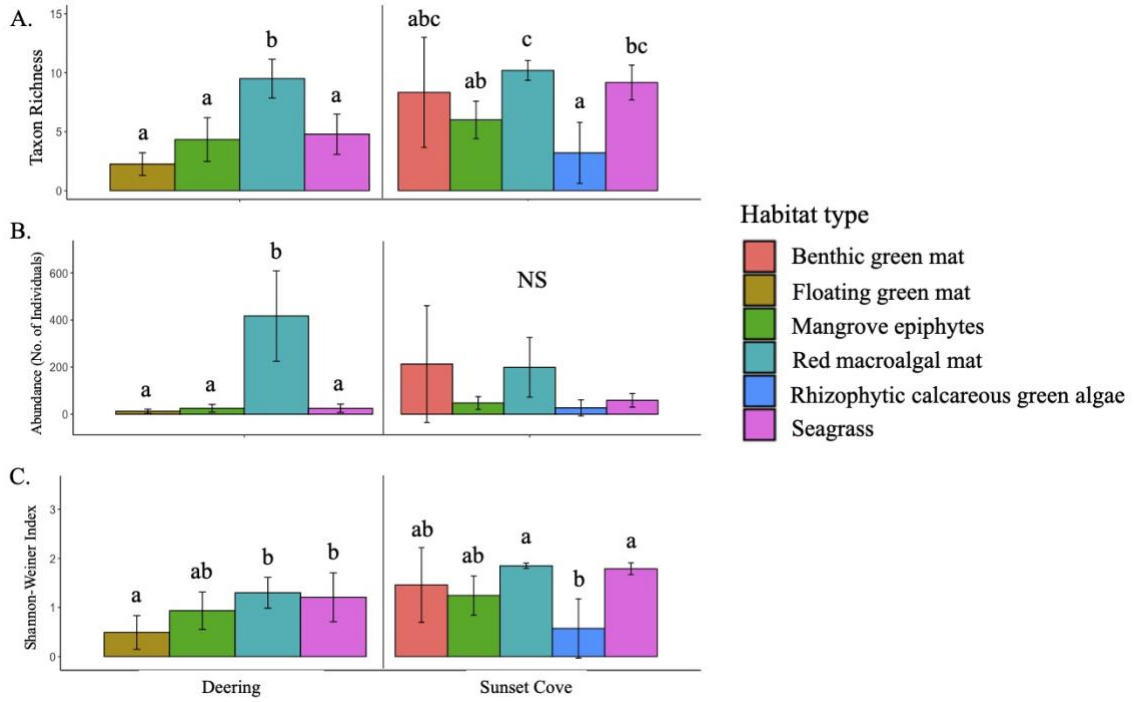 A.
Taxon Richness
15
10
5
0
a
a
b
a
abc
ab
c
a
bc
B.
Abundance (No. of Individuals)
600
400
200
0
a
a
b
a
NS
C.
Shannon-Weiner Index
3
2
1
0
a
ab
b
b
ab
ab
a
b
a
Deering
Sunset Cove
Habitat type
Benthic green mat
Floating green mat
Mangrove epiphytes
Red macroalgal mat
Rhizophytic calcareous green algae
Seagrass